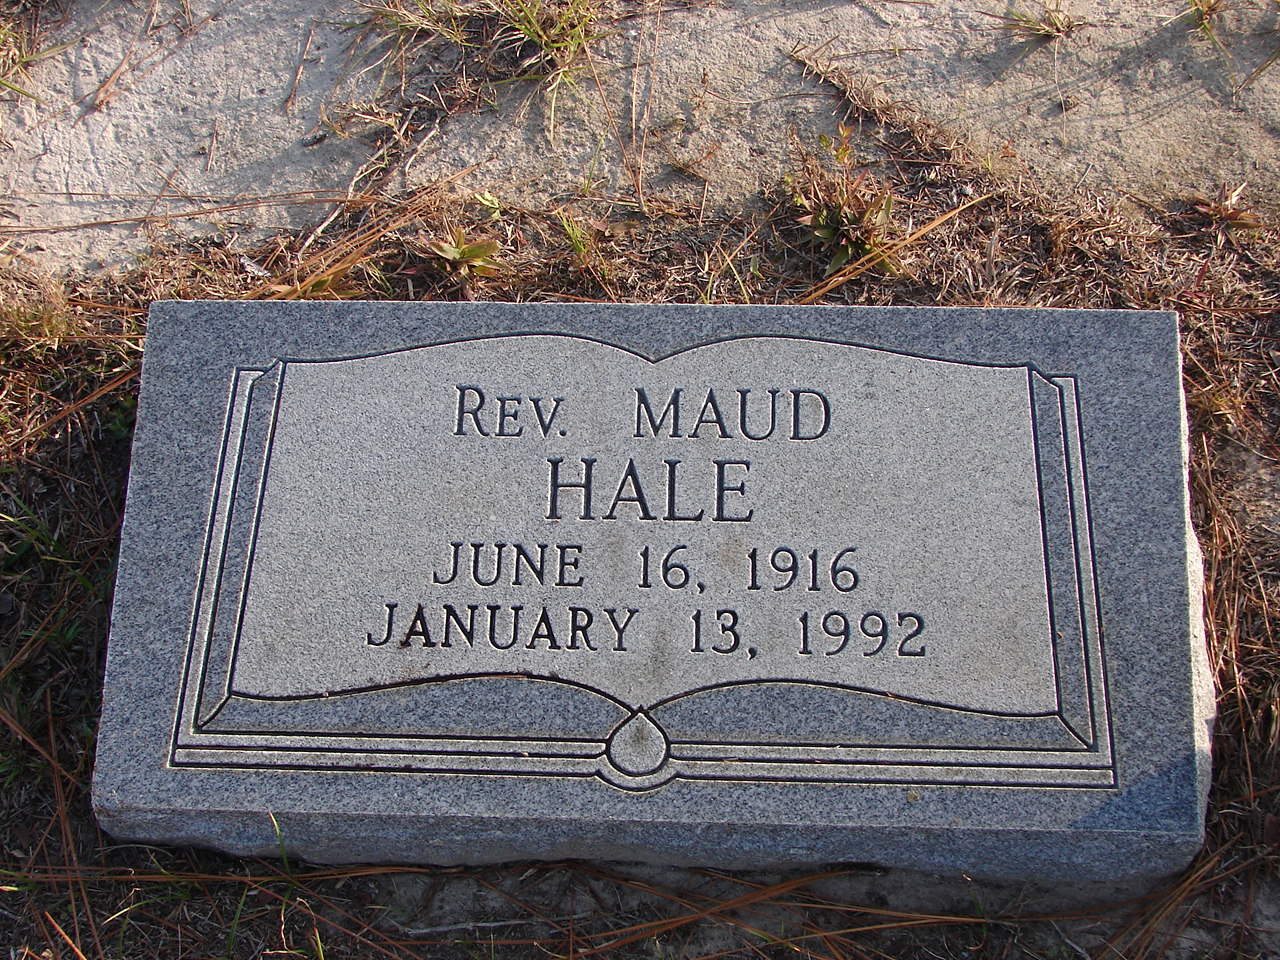 REV. MAUD
HALE
JUNE 16, 1916
JANUARY 13, 1992